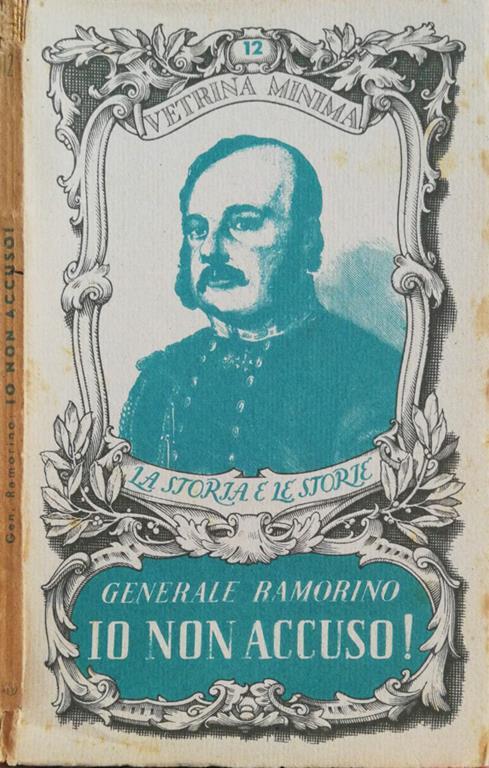 12
VETRINA MINIMA
LA STORIA E LE STORIE
GENERALE RAMORINO
IO NON ACCUSO!
Gen. Ramorino: IO NON ACCUSO!